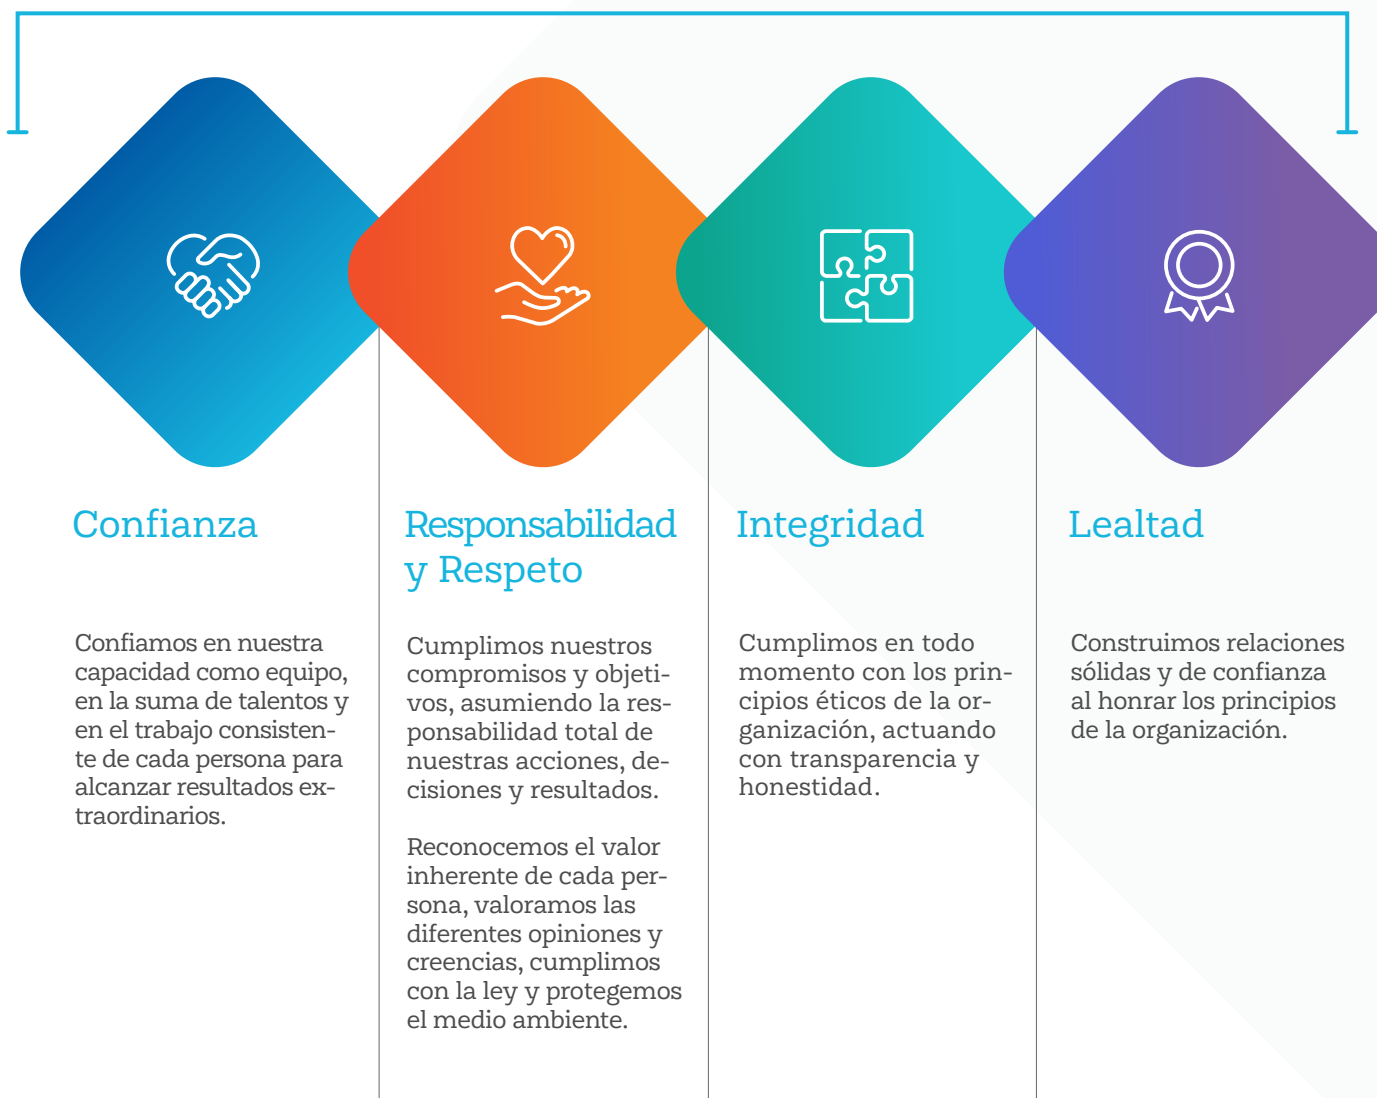 Confianza
Confiamos en nuestra
capacidad como equipo,
en la suma de talentos y
en el trabajo consisten-
te de cada persona para
alcanzar resultados ex-
traordinarios.
Responsabilidad
y Respeto
Cumplimos nuestros
compromisos y objeti-
vos, asumiendo la res-
ponsabilidad total de
nuestras acciones, de-
cisiones y resultados.
Reconocemos el valor
inherente de cada per-
sona, valoramos las
diferentes opiniones y
creencias, cumplimos
con la ley y protegemos
el medio ambiente.
Integridad
Cumplimos en todo
momento con los prin-
cipios éticos de la or-
ganización, actuando
con transparencia y
honestidad.
Lealtad
Construimos relaciones
sólidas y de confianza
al honrar los principios
de la organización.